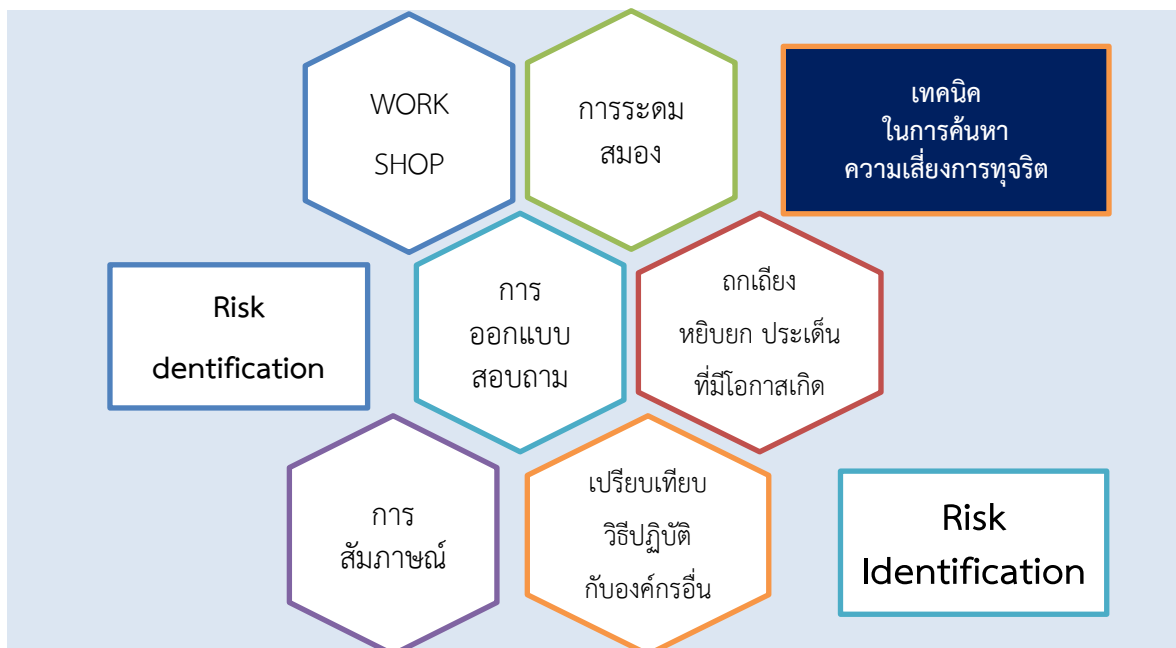 WORK
SHOP
การระดม
สมอง
เทคนิค
ในการค้นหา
ความเสี่ยงการทุจริต
Risk
dentification
การ
ออกแบบ
สอบถาม
ถกเถียง
หยิบยก ประเด็น
ที่มีโอกาสเกิด
การ
สัมภาษณ์
เปรียบเทียบ
วิธีปฏิบัติ
กับองค์กรอื่น
Risk
Identification